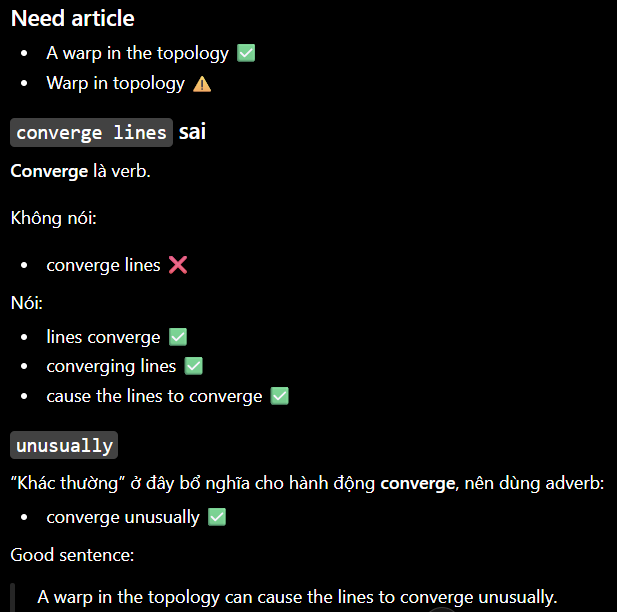 Need article
A warp in the topology ✅
Warp in topology ⚠️
converge lines sai
Converge là verb.
Không nói:
converge lines ❌
Nói:
lines converge ✅
converging lines ✅
cause the lines to converge ✅
unusually
“Khác thường” ở đây bổ nghĩa cho hành động converge, nên dùng adverb:
converge unusually ✅
Good sentence:
A warp in the topology can cause the lines to converge unusually.